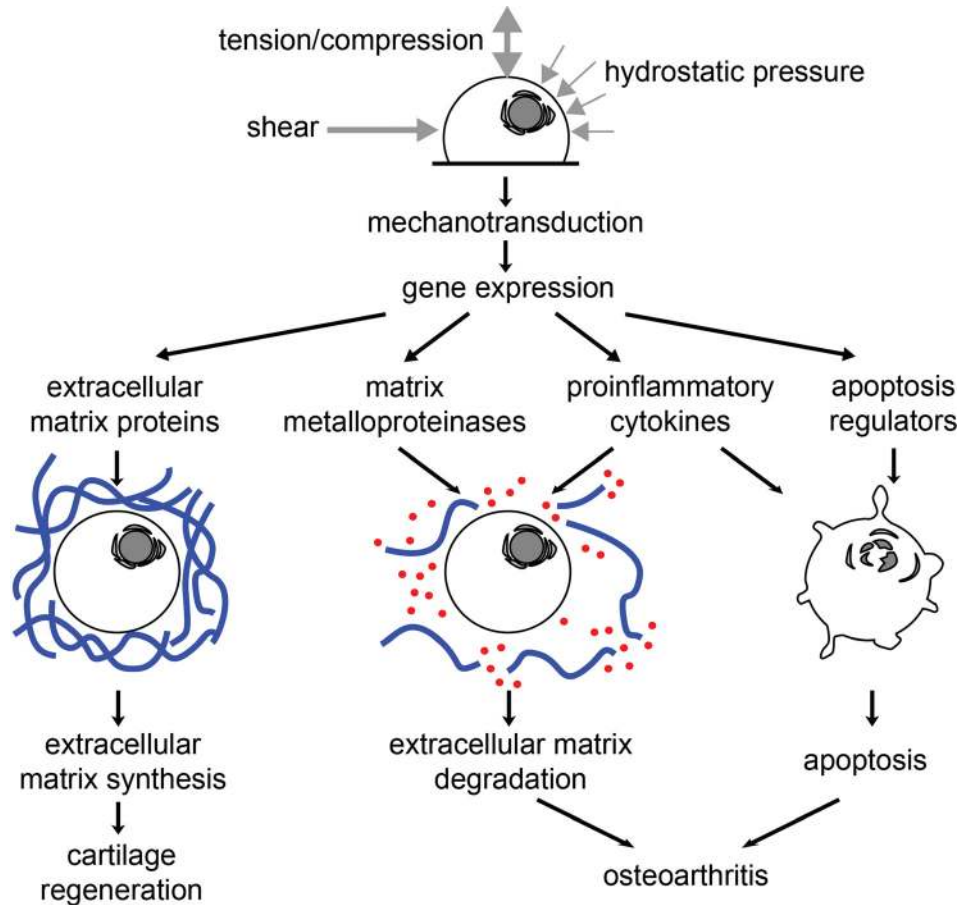 tension/compression
hydrostatic pressure
shear
mechanotransduction
gene expression
extracellular
matrix proteins
matrix
metalloproteinases
proinflammatory
cytokines
apoptosis
regulators
extracellular
matrix synthesis
extracellular matrix
degradation
apoptosis
cartilage
regeneration
osteoarthritis